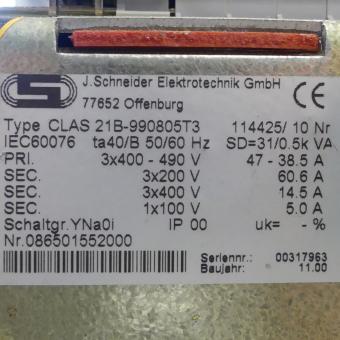 J.Schneider Elektrotechnik GmbH
77652 Offenburg
CE
Type CLAS 21B-990805T3 114425/ 10 Nr
IEC60076 ta40/B 50/60 Hz SD=31/0.5k VA
PRI. 3x400 - 490 V 47 - 38.5 A
SEC. 3x200 V 60.6 A
SEC. 3x400 V 14.5 A
SEC. 1x100 V 5.0 A
Schaltgr.YNa0i IP 00 uk= - %
Nr.086501552000
Seriennr.: 00317963
Baujahr: 11.00